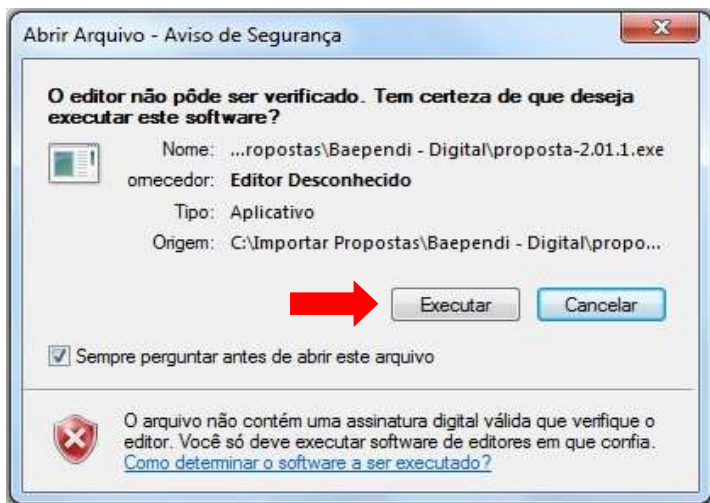 Abrir Arquivo - Aviso de Segurança
O editor não pôde ser verificado. Tem certeza de que deseja
executar este software?
Nome: ...ropostas\Baependi - Digital\proposta-2.01.1.exe
omecedor: Editor Desconhecido
Tipo: Aplicativo
Origem: C:\Importar Propostas\Baependi - Digital\propo...
Executar Cancelar
Sempre perguntar antes de abrir este arquivo
O arquivo não contém uma assinatura digital válida que verifique o
editor. Você só deve executar software de editores em que confia.
Como determinar o software a ser executado?